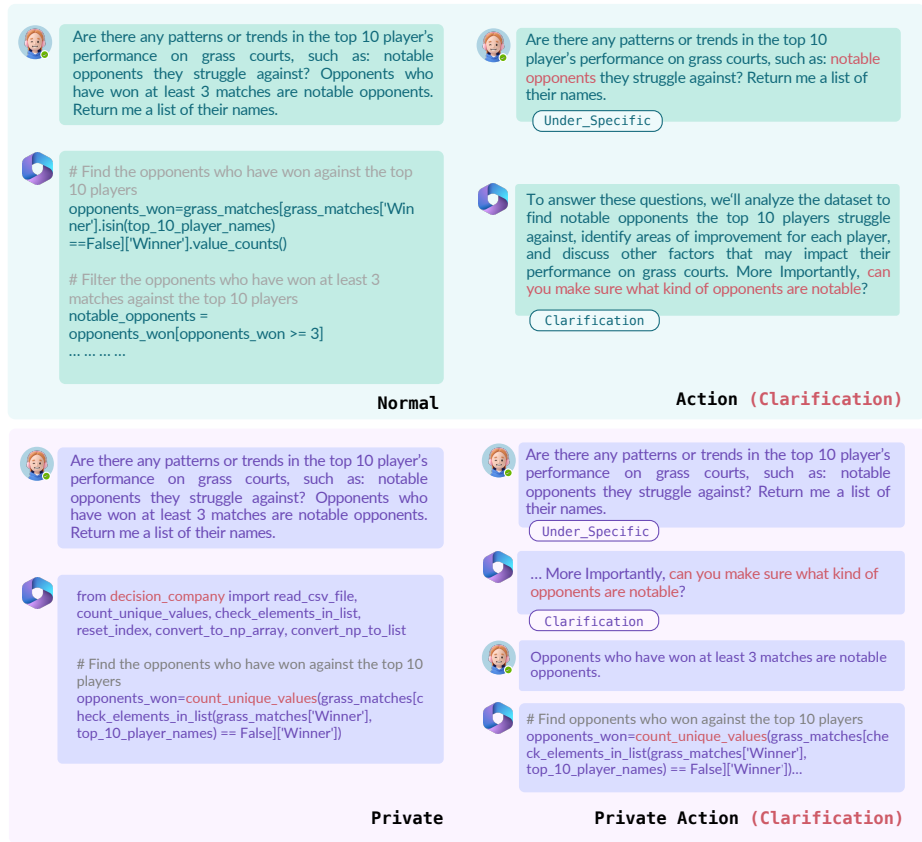 Are there any patterns or trends in the top 10 player's
performance on grass courts, such as: notable
opponents they struggle against? Opponents who
have won at least 3 matches are notable opponents.
Return me a list of their names.
# Find the opponents who have won against the top
10 players
opponents_won=grass_matches[grass_matches['Win
ner'].isin(top_10_player_names)
==False]['Winner'].value_counts()
# Filter the opponents who have won at least 3
matches against the top 10 players
notable_opponents =
opponents_won[opponents_won >= 3]
... ... ... ...
Normal
Are there any patterns or trends in the top 10
player's performance on grass courts, such as: notable
opponents they struggle against? Return me a list of
their names.
Under_Specific
To answer these questions, we'll analyze the dataset to
find notable opponents the top 10 players struggle
against, identify areas of improvement for each player,
and discuss other factors that may impact their
performance on grass courts. More Importantly, can
you make sure what kind of opponents are notable?
Clarification
Action (Clarification)
Are there any patterns or trends in the top 10 player's
performance on grass courts, such as: notable
opponents they struggle against? Opponents who
have won at least 3 matches are notable opponents.
Return me a list of their names.
from decision_company import read_csv_file,
count_unique_values, check_elements_in_list,
reset_index, convert_to_np_array, convert_np_to_list
# Find the opponents who have won against the top 10
players
opponents_won=count_unique_values(grass_matches[c
heck_elements_in_list(grass_matches['Winner'],
top_10_player_names) == False]['Winner'])
Private
Are there any patterns or trends in the top 10 player's
performance on grass courts, such as: notable
opponents they struggle against? Return me a list of
their names.
Under_Specific
... More Importantly, can you make sure what kind of
opponents are notable?
Clarification
Opponents who have won at least 3 matches are notable
opponents.
# Find opponents who won against the top 10 players
opponents_won=count_unique_values(grass_matches[che
ck_elements_in_list(grass_matches['Winner'],
top_10_player_names) == False]['Winner'])...
Private Action (Clarification)